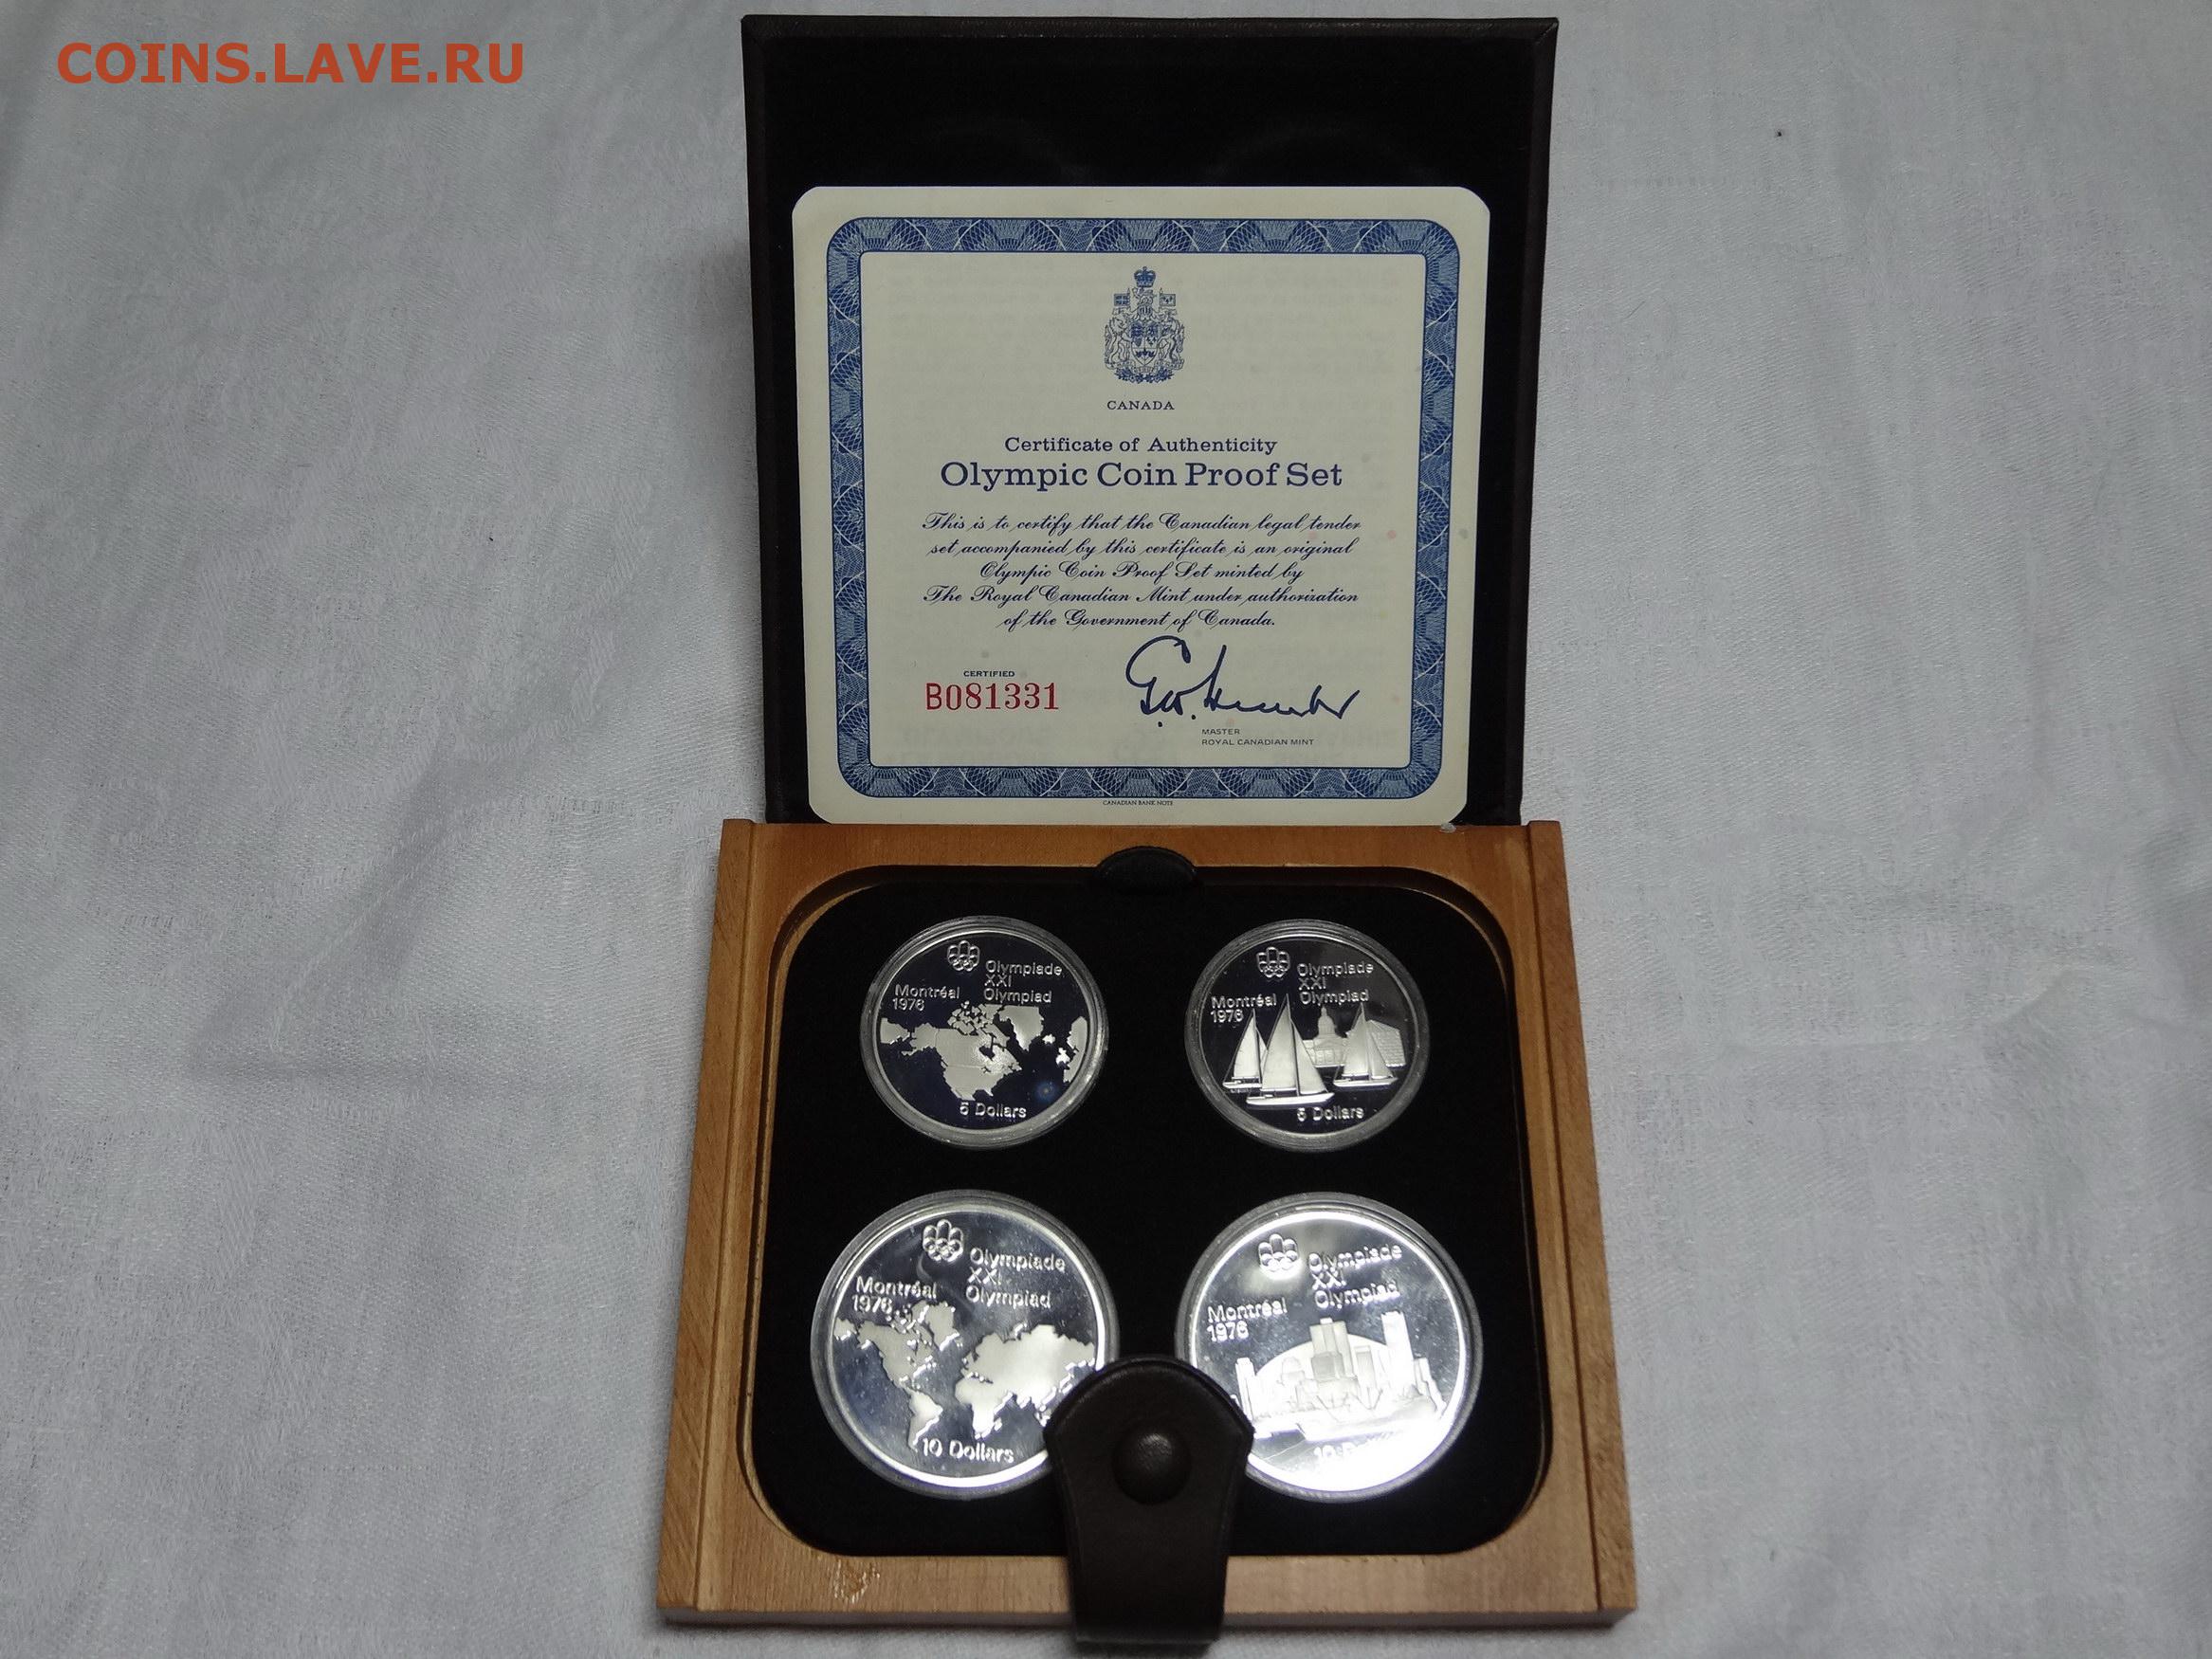 COINS.LAVE.RU
CANADA
Certificate of Authenticity
Olympic Coin Proof Set
This is to certify that the Canadian legal tender
set accompanied by this certificate is an original
Olympic Coin Proof Set minted by
The Royal Canadian Mint under authorization
of the Government of Canada.
CERTIFIED
B081331
MASTER
ROYAL CANADIAN MINT
CANADIAN BANK NOTE
Olympiade
XXI
Olympiad
Montréal
1976
5 Dollars
Olympiade
XXI
Olympiad
Montréal
1976
5 Dollars
Olympiade
XXI
Olympiad
Montréal
1976
10 Dollars
Olympiade
XXI
Olympiad
Montréal
1976
10